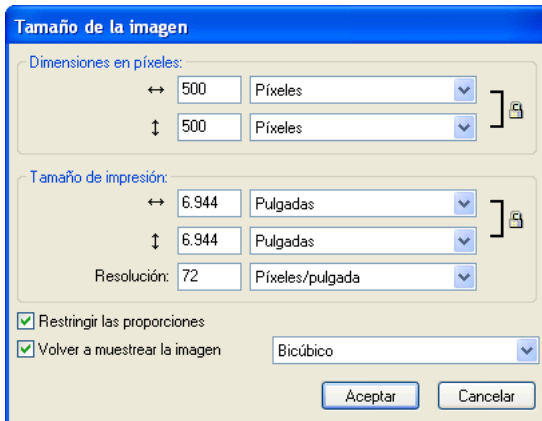 Tamaño de la imagen
Dimensiones en píxeles:
↔ 500 Píxeles
↕ 500 Píxeles
Tamaño de impresión:
↔ 6.944 Pulgadas
↕ 6.944 Pulgadas
Resolución: 72 Píxeles/pulgada
Restringir las proporciones
Volver a muestrear la imagen Bicúbico
Aceptar Cancelar